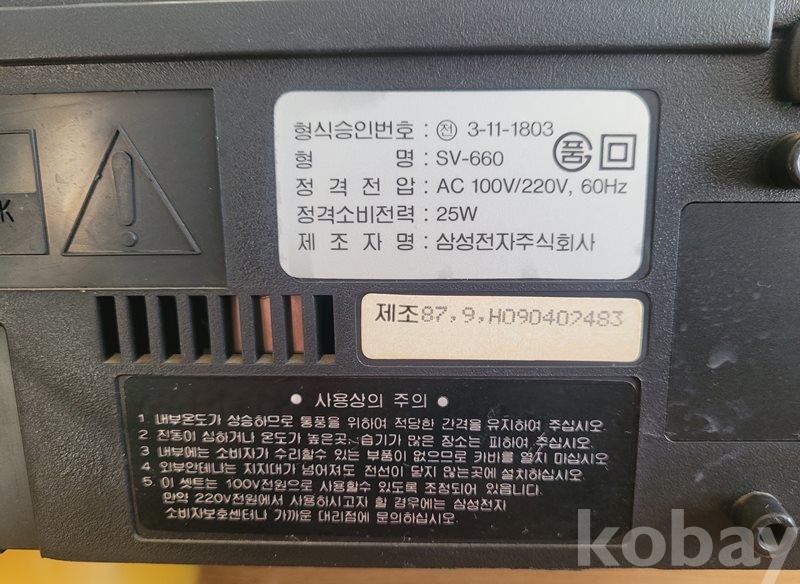 형식승인번호 : 전 3-11-1803
형 명 : SV-660
품
정격전압 : AC 100V/220V, 60Hz
정격소비전력 : 25W
제조자명 : 삼성전자주식회사
K
제조87,9,H090402483
• 사용상의 주의 •
1 내부온도가 상승하므로 통풍을 위하여 적당한 간격을 유지하여 주십시오.
2. 진동이 심하거나 온도가 높은곳, 습기가 많은 장소는 피하여 주십시오.
3. 내부에는 소비자가 수리할수 있는 부품이 없으므로 카바를 열지 마십시오
4. 외부안테나는 지지대가 넘어져도 전선이 닿지 않는곳에 설치하십시오.
5. 이 셋트는 100V전원으로 사용할수 있도록 조정되어 있읍니다.
만약 220V전원에서 사용하시고자 할 경우에는 삼성전자
소비자보호센터나 가까운 대리점에 문의하십시오.
kobay